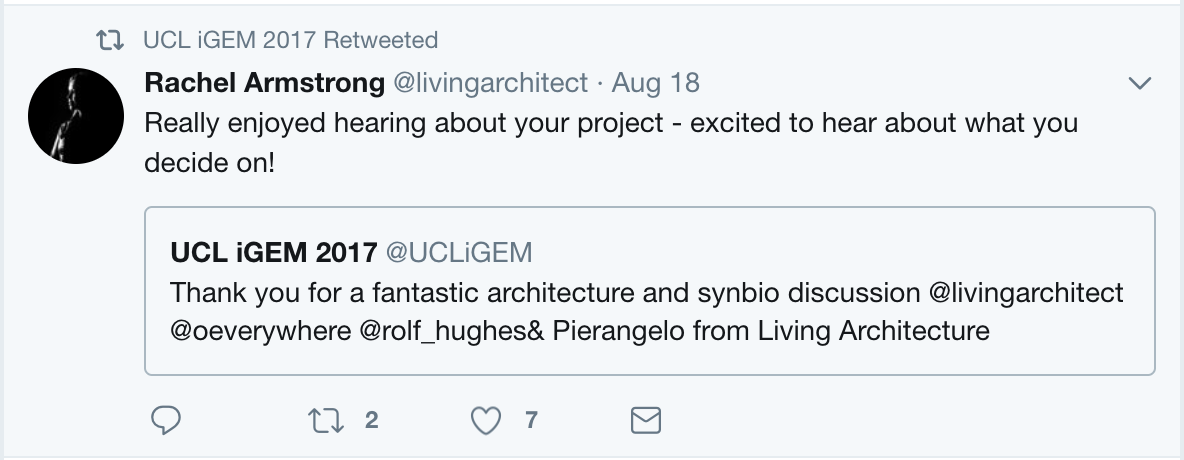 UCL iGEM 2017 Retweeted
Rachel Armstrong @livingarchitect · Aug 18
Really enjoyed hearing about your project - excited to hear about what you
decide on!
UCL iGEM 2017 @UCLiGEM
Thank you for a fantastic architecture and synbio discussion @livingarchitect
@oeverywhere @rolf_hughes& Pierangelo from Living Architecture
2 7